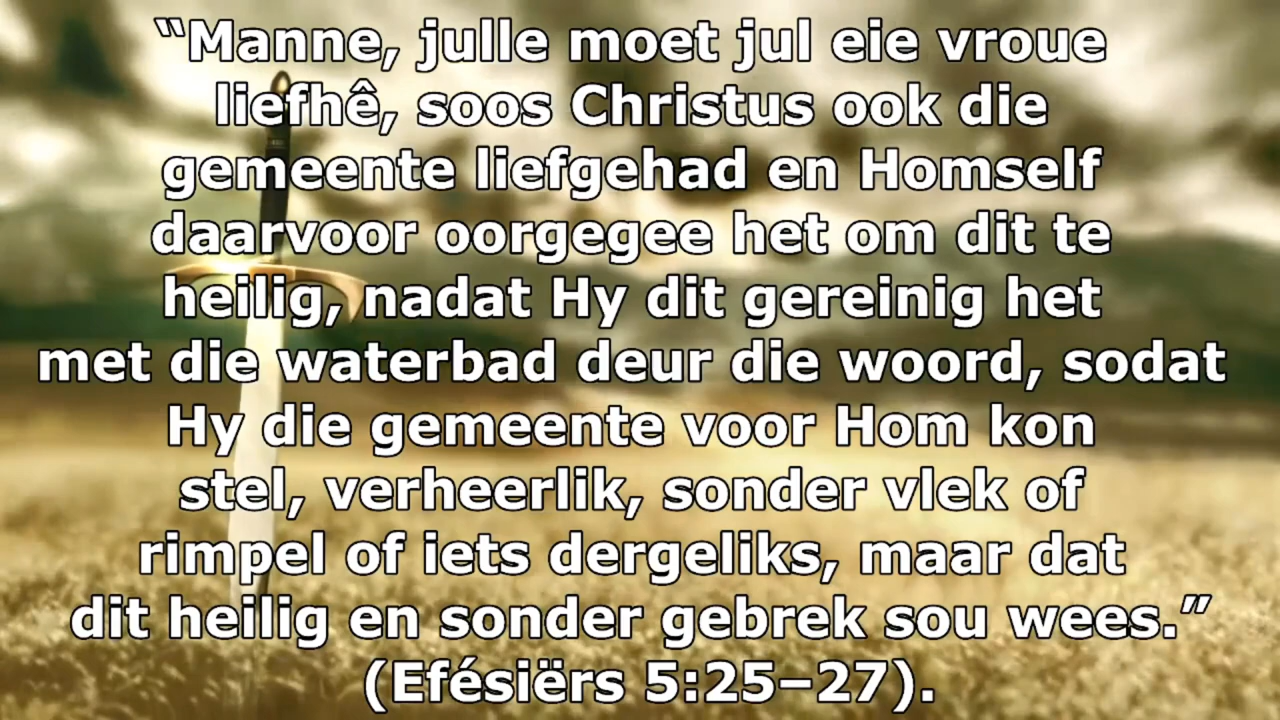 “Manne, julle moet jul eie vroue
liefhê, soos Christus ook die
gemeente liefgehad en Homself
daarvoor oorgegee het om dit te
heilig, nadat Hy dit gereinig het
met die waterbad deur die woord, sodat
Hy die gemeente voor Hom kon
stel, verheerlik, sonder vlek of
rimpel of iets dergeliks, maar dat
dit heilig en sonder gebrek sou wees.”
(Efésiërs 5:25–27).